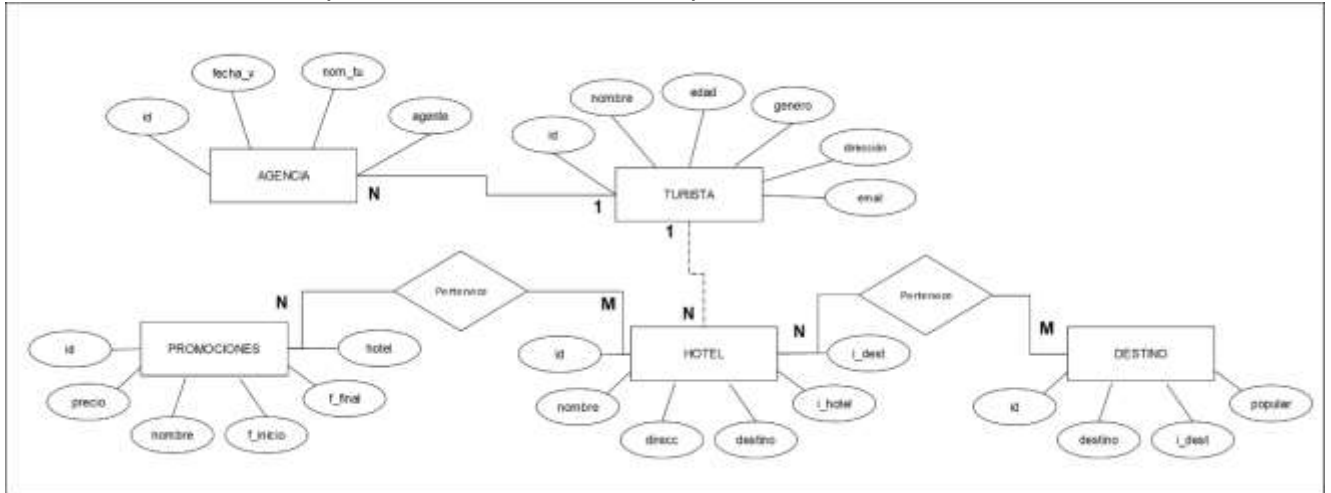 fecha_v
nom_tu
id
agente
AGENCIA
N
nombre
edad
genero
id
dirección
email
TURISTA
1
1
Pertenece
N
M
id
PROMOCIONES
hotel
precio
nombre
f_inicio
f_final
Pertenece
N
N
M
id
HOTEL
i_dest
nombre
direcc
destino
i_hotel
DESTINO
id
destino
i_dest
popular